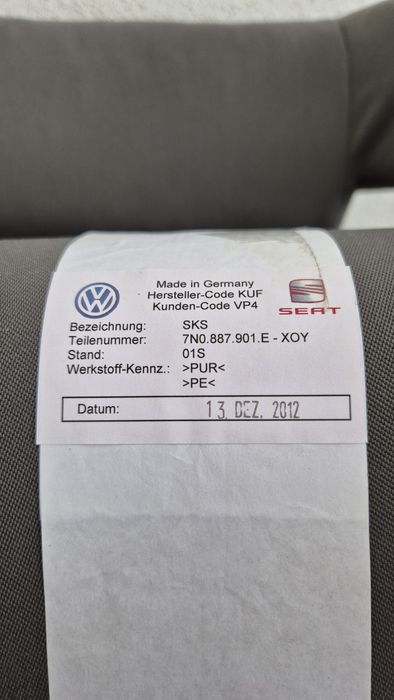 Made in Germany
Hersteller-Code KUF
Kunden-Code VP4
SEAT
Bezeichnung: SKS
Teilenummer: 7N0.887.901.E - XOY
Stand: 01S
Werkstoff-Kennz.: >PUR<
>PE<
Datum: 13. DEZ. 2012